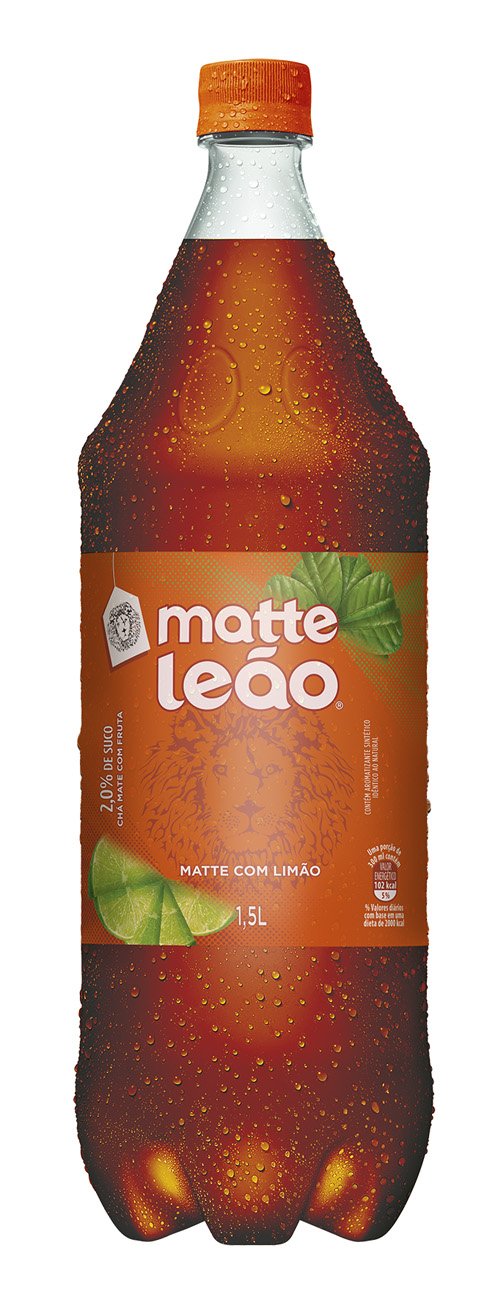 matte
leão
®
2,0% DE SUCO
CHÁ MATE COM FRUTA
CONTÉM AROMATIZANTE SINTÉTICO
IDÊNTICO AO NATURAL
MATTE COM LIMÃO
1,5L
Uma porção de
300 ml contém
VALOR
ENERGÉTICO
102 kcal
5%
% Valores diários
com base em uma
dieta de 2000 kcal